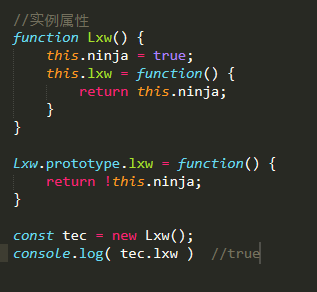 //实例属性
function Lxw() {
    this.ninja = true;
    this.lxw = function() {
        return this.ninja;
    }
}

Lxw.prototype.lxw = function() {
    return !this.ninja;
}

const tec = new Lxw();
console.log( tec.lxw )  //true